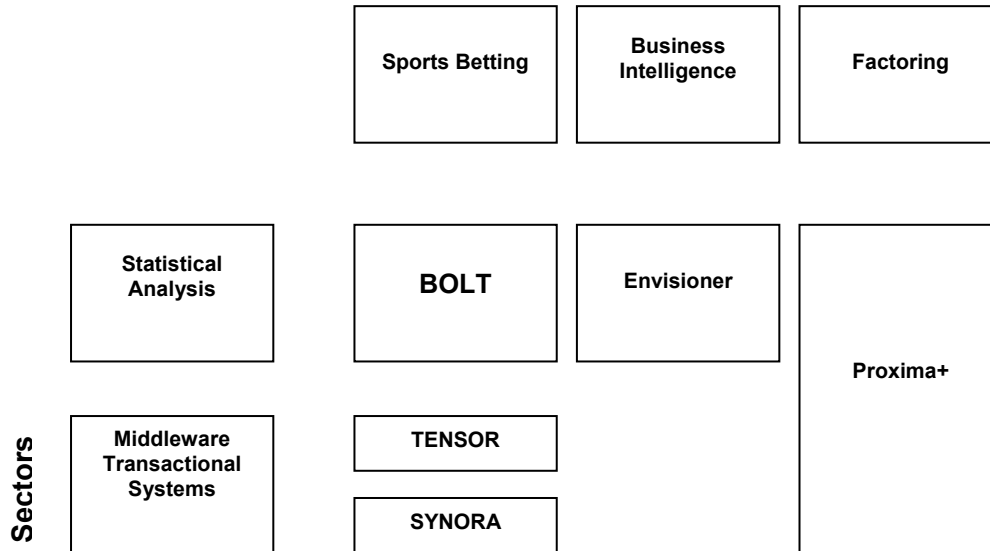 Sports Betting
Business
Intelligence
Factoring
Statistical
Analysis
BOLT
Envisioner
Proxima+
Sectors
Middleware
Transactional
Systems
TENSOR
SYNORA